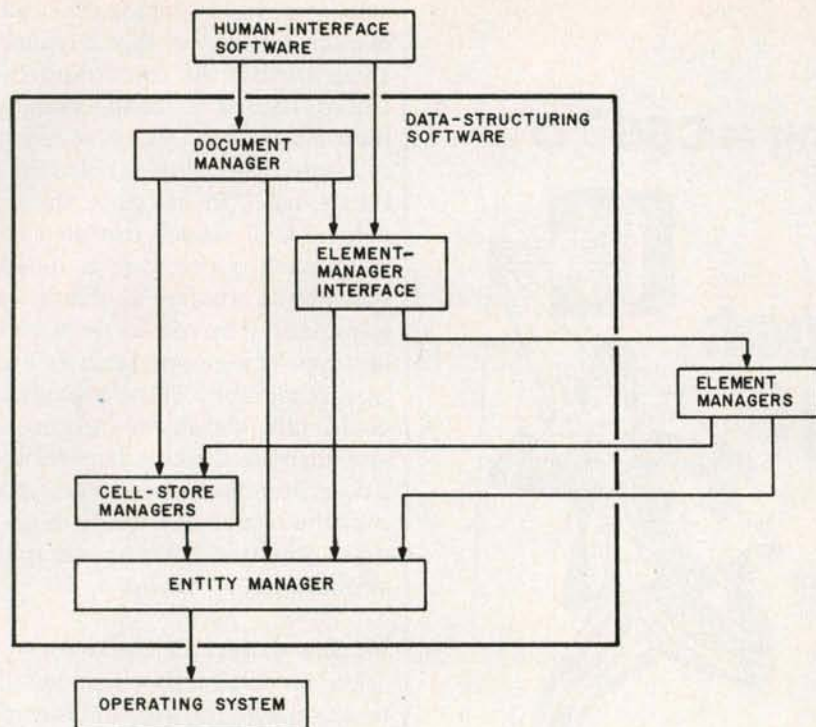 HUMAN-INTERFACE
SOFTWARE
DATA-STRUCTURING
SOFTWARE
DOCUMENT
MANAGER
ELEMENT-
MANAGER
INTERFACE
ELEMENT
MANAGERS
CELL-STORE
MANAGERS
ENTITY MANAGER
OPERATING SYSTEM